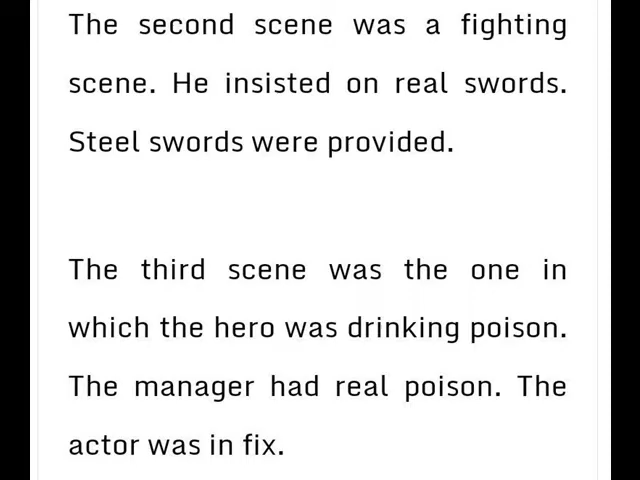 The second scene was a fighting
scene. He insisted on real swords.
Steel swords were provided.
The third scene was the one in
which the hero was drinking poison.
The manager had real poison. The
actor was in fix.